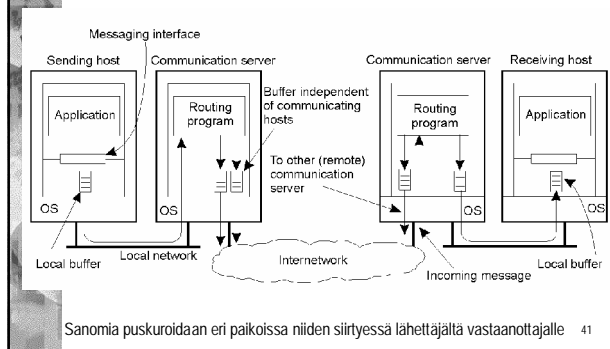 Messaging interface
Sending host
Communication server
Communication server
Receiving host
Buffer independent
of communicating
hosts
Application
Routing
program
Routing
program
Application
To other (remote)
communication
server
OS
OS
OS
OS
Local buffer
Local network
Internetwork
Incoming message
Local buffer
Sanomia puskuroidaan eri paikoissa niiden siirtyessä lähettäjältä vastaanottajalle 41